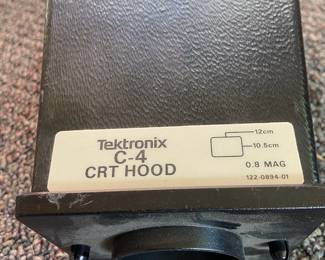 Tektronix
C-4
CRT HOOD
12cm
10.5cm
0.8 MAG
122-0894-01